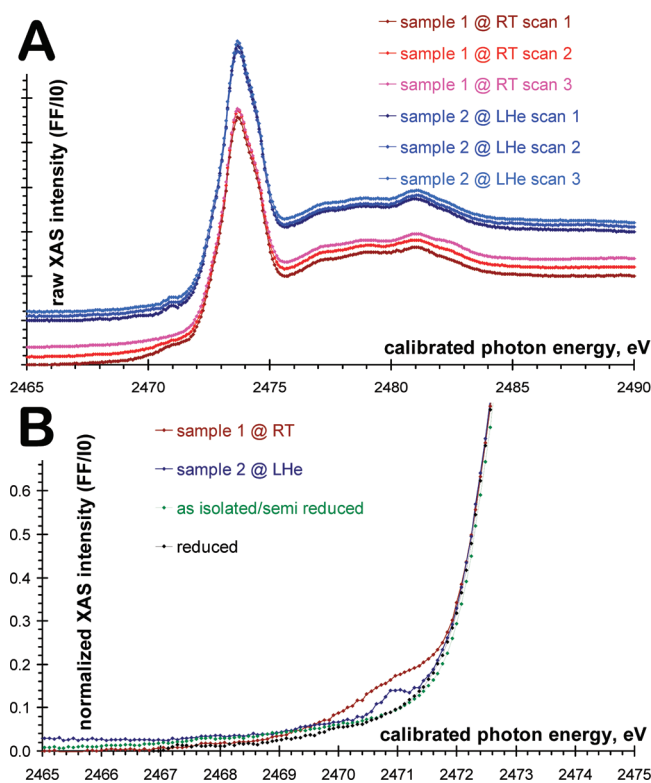 A
sample 1 @ RT scan 1
sample 1 @ RT scan 2
sample 1 @ RT scan 3
sample 2 @ LHe scan 1
sample 2 @ LHe scan 2
sample 2 @ LHe scan 3
raw XAS intensity (FF/I0)
calibrated photon energy, eV
2465 2470 2475 2480 2485 2490
B
sample 1 @ RT
sample 2 @ LHe
as isolated/semi reduced
reduced
normalized XAS intensity (FF/I0)
0.6
0.5
0.4
0.3
0.2
0.1
0.0
calibrated photon energy, eV
2465 2466 2467 2468 2469 2470 2471 2472 2473 2474 2475